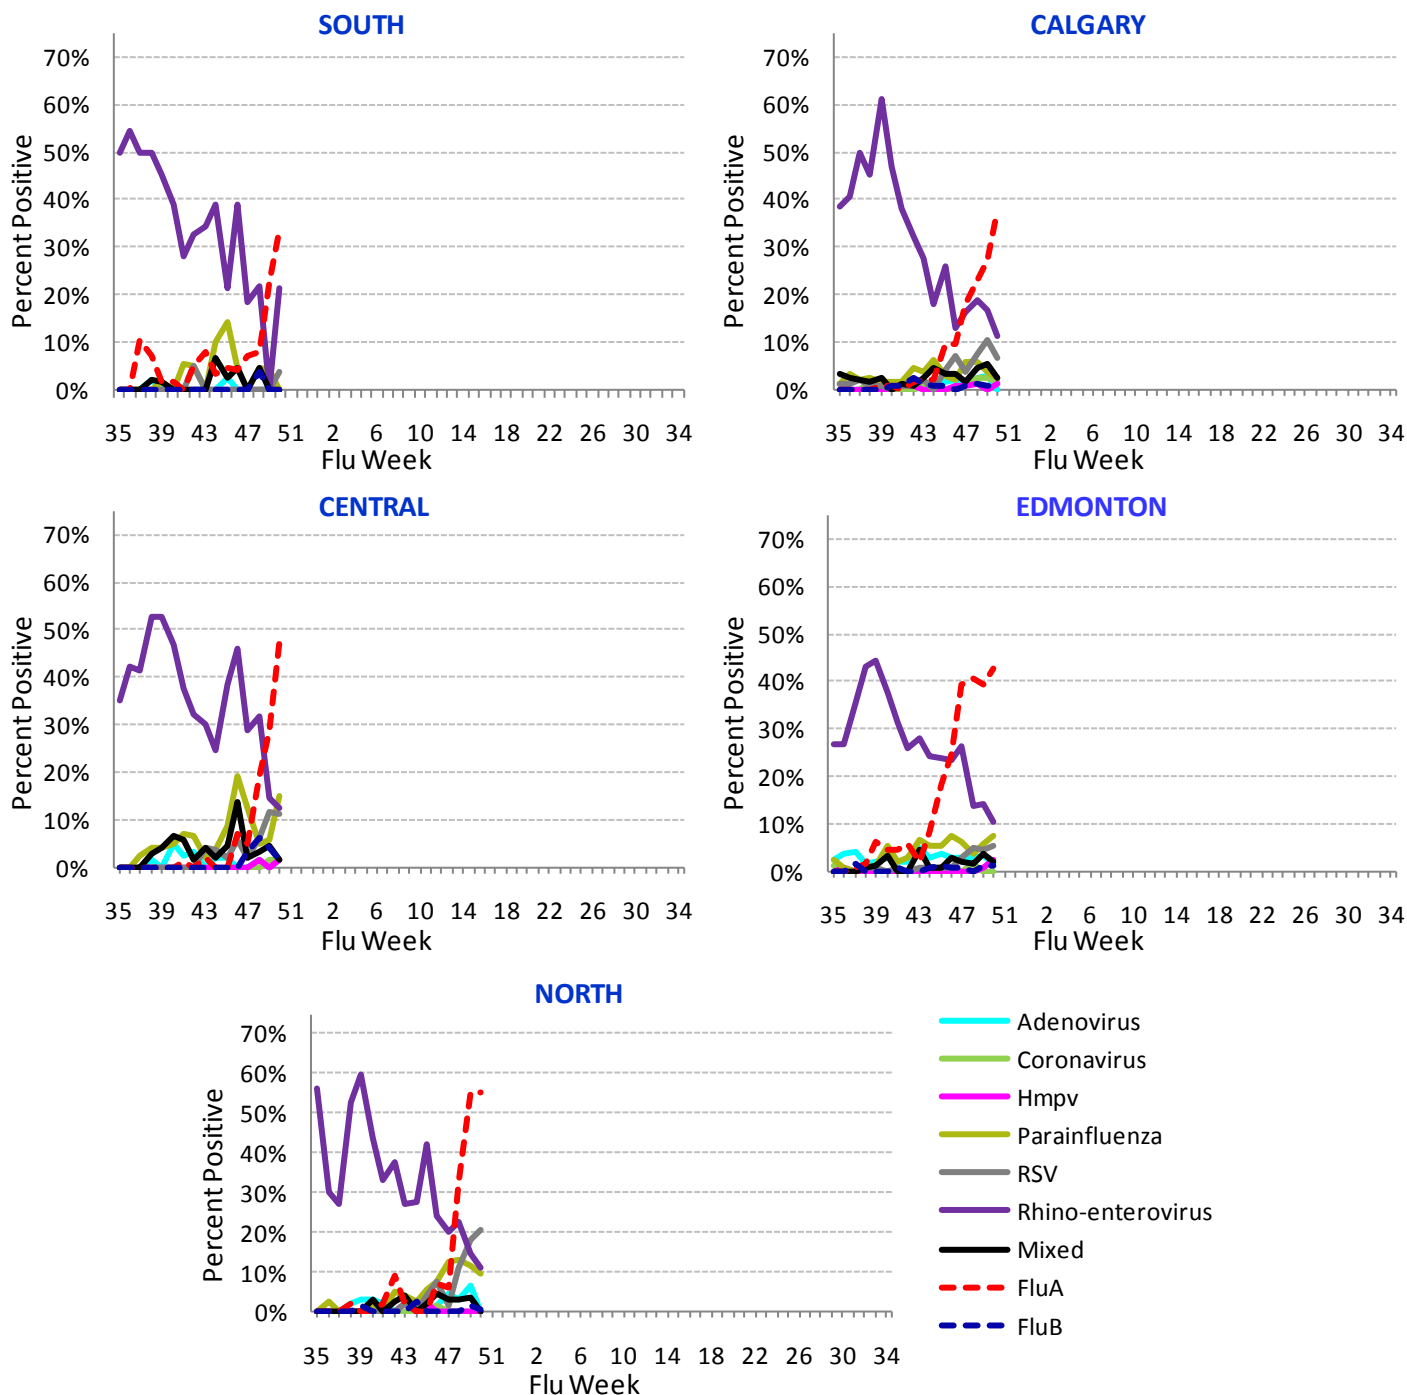 SOUTH
70%
60%
50%
40%
30%
20%
10%
0%
Percent Positive
35 39 43 47 51 2 6 10 14 18 22 26 30 34
Flu Week
CALGARY
70%
60%
50%
40%
30%
20%
10%
0%
Percent Positive
35 39 43 47 51 2 6 10 14 18 22 26 30 34
Flu Week
CENTRAL
70%
60%
50%
40%
30%
20%
10%
0%
Percent Positive
35 39 43 47 51 2 6 10 14 18 22 26 30 34
Flu Week
EDMONTON
70%
60%
50%
40%
30%
20%
10%
0%
Percent Positive
35 39 43 47 51 2 6 10 14 18 22 26 30 34
Flu Week
NORTH
70%
60%
50%
40%
30%
20%
10%
0%
Percent Positive
35 39 43 47 51 2 6 10 14 18 22 26 30 34
Flu Week
Adenovirus
Coronavirus
Hmpv
Parainfluenza
RSV
Rhino-enterovirus
Mixed
FluA
FluB